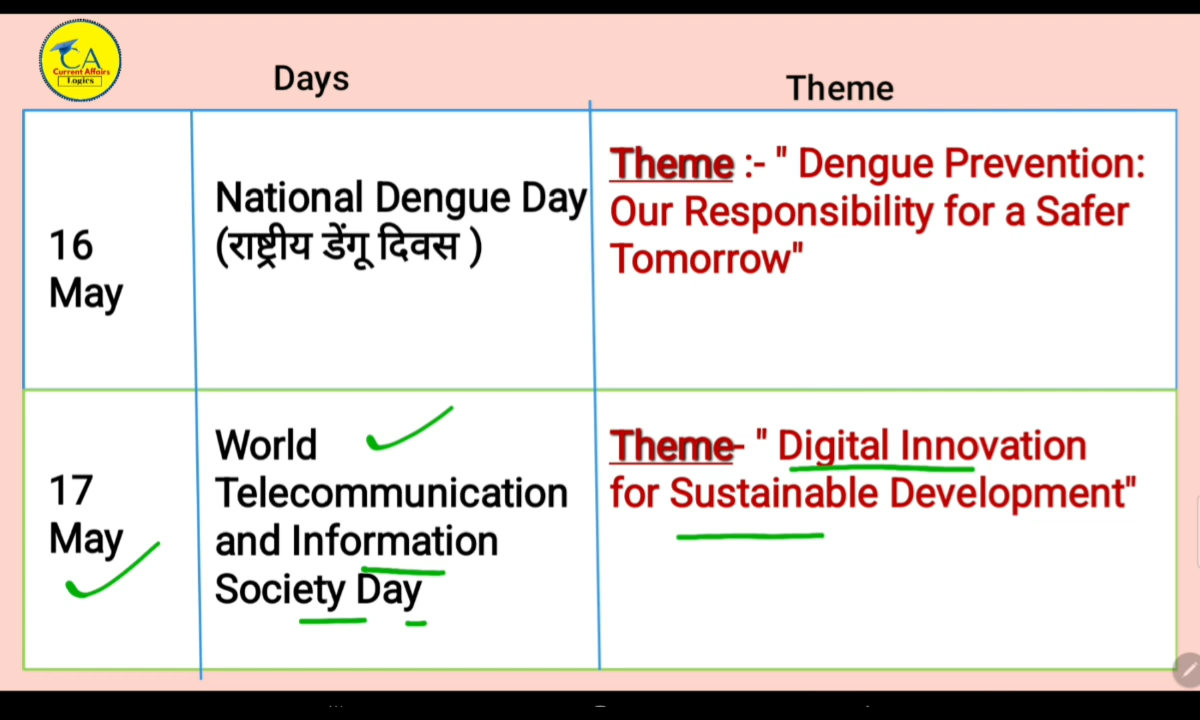 CA
Current Affairs
Logics
Days
Theme
16
May
National Dengue Day
(राष्ट्रीय डेंगू दिवस )
Theme :- " Dengue Prevention:
Our Responsibility for a Safer
Tomorrow"
17
May
World
Telecommunication
and Information
Society Day
Theme- " Digital Innovation
for Sustainable Development"